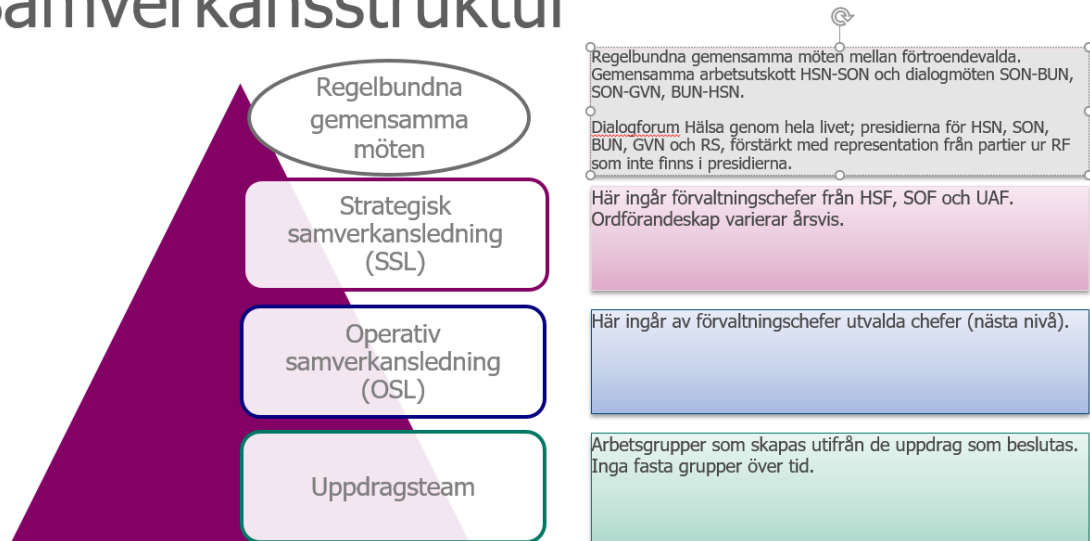 Samverkansstruktur
Regelbundna
gemensamma
möten
Regelbundna gemensamma möten mellan förtroendevalda.
Gemensamma arbetsutskott HSN-SON och dialogmöten SON-BUN,
SON-GVN, BUN-HSN.
Dialogforum Hälsa genom hela livet; presidierna för HSN, SON,
BUN, GVN och RS, förstärkt med representation från partier ur RF
som inte finns i presidierna.
Strategisk
samverkansledning
(SSL)
Här ingår förvaltningschefer från HSF, SOF och UAF.
Ordförandeskap varierar årsvis.
Operativ
samverkansledning
(OSL)
Här ingår av förvaltningschefer utvalda chefer (nästa nivå).
Uppdragsteam
Arbetsgrupper som skapas utifrån de uppdrag som beslutas.
Inga fasta grupper över tid.